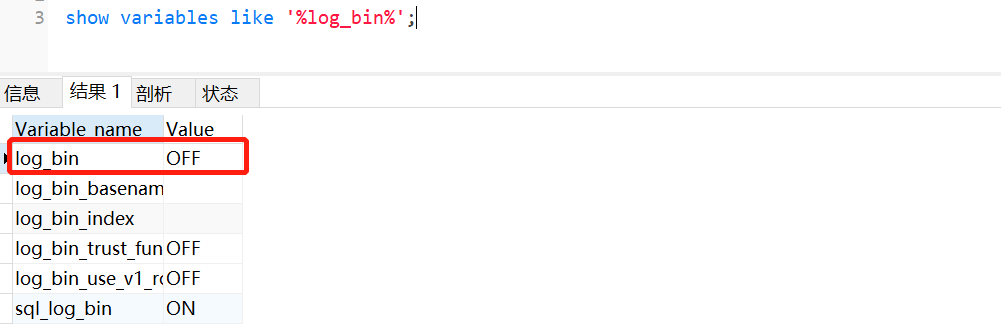 3 show variables like '%log_bin%';
信息 结果 1 剖析 状态
Variable_name Value
log_bin OFF
log_bin_basenam
log_bin_index
log_bin_trust_fun OFF
log_bin_use_v1_ro OFF
sql_log_bin ON